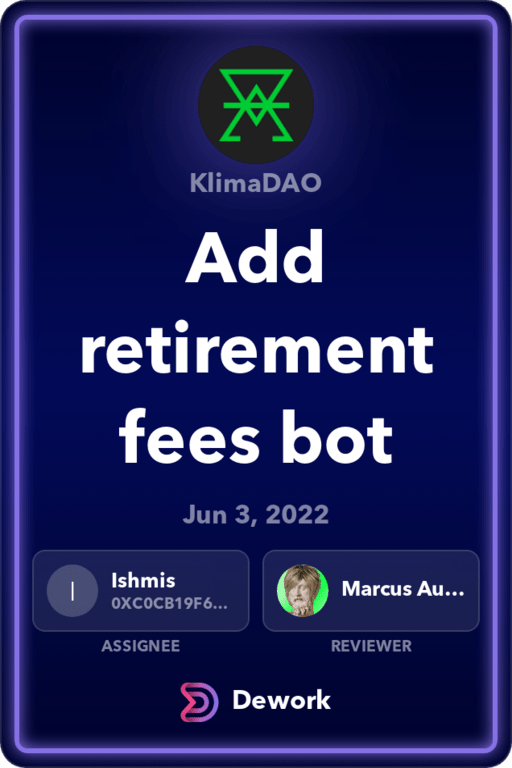 KlimaDAO
Add
retirement
fees bot
Jun 3, 2022
I
Ishmis
0XC0CB19F6...
Marcus Au...
ASSIGNEE
REVIEWER
Dework